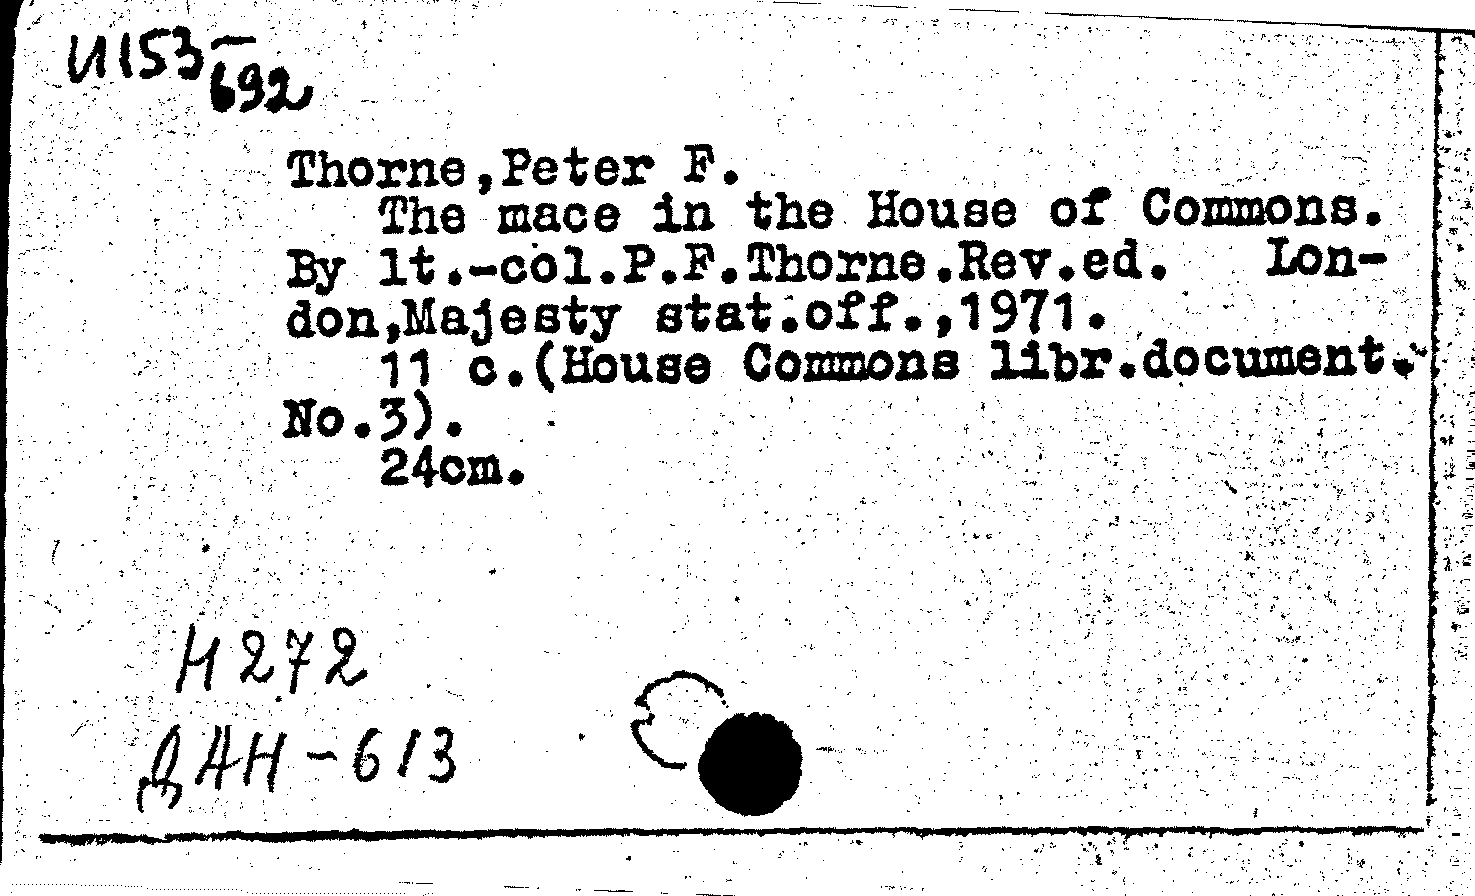 И153-
692
Thorne,Peter F.
The mace in the House of Commons.
By lt.-col.P.F.Thorne.Rev.ed. Lon-
don,Majesty stat.off.,1971.
11 c.(House Commons libr.document.
No.3).
24cm.
Н272
ДАН-613